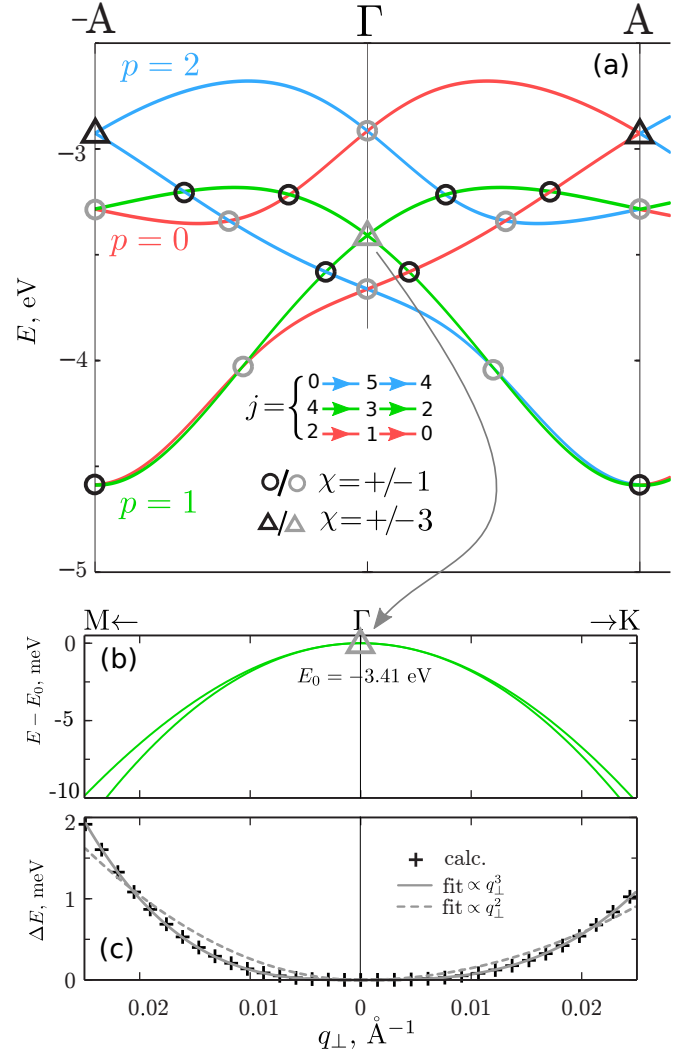 −A Γ A
p = 2 (a)
−3
p = 0
E, eV
−4
j = { 0 5 4
4 3 2
2 1 0
/ χ=+/−1
/ χ=+/−3
p = 1
−5
M← Γ →K
0 (b)
E₀ = −3.41 eV
E − E₀, meV
-5
-10
2
calc.
fit ∝ q⊥³
fit ∝ q⊥²
ΔE, meV
1
(c)
0
0.02 0.01 0 0.01 0.02
q⊥, Å⁻¹